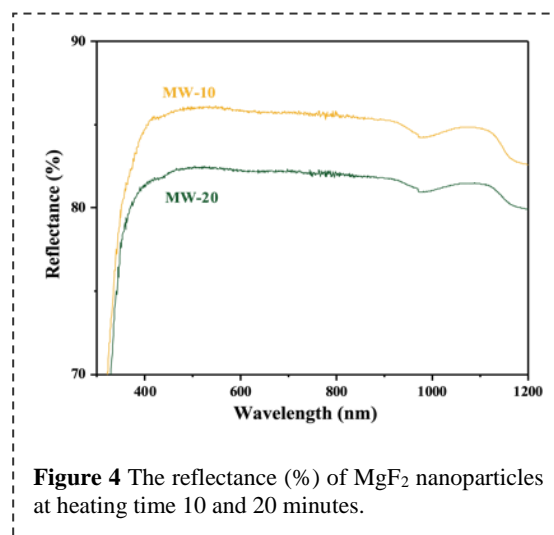 90
MW-10
80
MW-20
Reflectance (%)
70
400 600 800 1000 1200
Wavelength (nm)
Figure 4 The reflectance (%) of MgF₂ nanoparticles
at heating time 10 and 20 minutes.